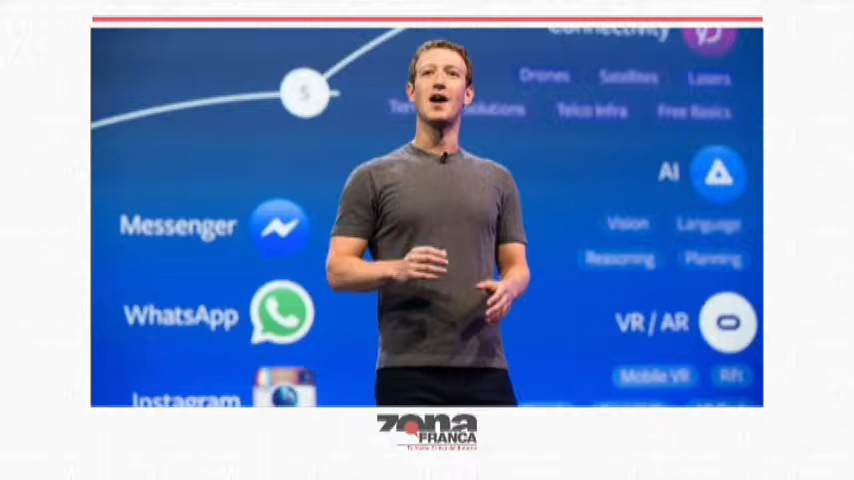 Connectivity
Drones Satellites Lasers
Telco Infra Free Basics
AI
Messenger
Vision Language
Reasoning Planning
WhatsApp
VR / AR
Mobile VR Rift
Instagram
zona
FRANCA